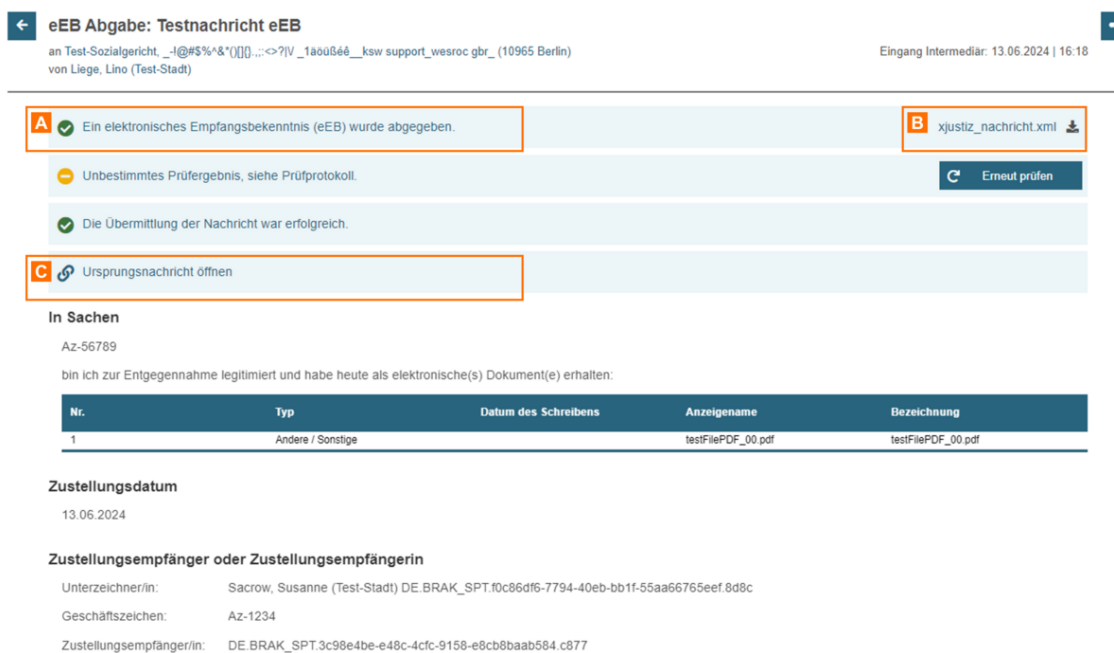 eEB Abgabe: Testnachricht eEB
an Test-Sozialgericht, _-!@#$%^&*()[]{}.,;:<>?|\/ _1äöüßéê__ksw support_wesroc gbr_ (10965 Berlin)
Eingang Intermediär: 13.06.2024 | 16:18
von Liege, Lino (Test-Stadt)
A Ein elektronisches Empfangsbekenntnis (eEB) wurde abgegeben.
B xjustiz_nachricht.xml
Unbestimmtes Prüfergebnis, siehe Prüfprotokoll.
Erneut prüfen
Die Übermittlung der Nachricht war erfolgreich.
C Ursprungsnachricht öffnen
In Sachen
Az-56789
bin ich zur Entgegennahme legitimiert und habe heute als elektronische(s) Dokument(e) erhalten:
Nr. Typ Datum des Schreibens Anzeigename Bezeichnung
1 Andere / Sonstige testFilePDF_00.pdf testFilePDF_00.pdf
Zustellungsdatum
13.06.2024
Zustellungsempfänger oder Zustellungsempfängerin
Unterzeichner/in: Sacrow, Susanne (Test-Stadt) DE.BRAK_SPT.f0c86df6-7794-40eb-bb1f-55aa66765eef.8d8c
Geschäftszeichen: Az-1234
Zustellungsempfänger/in: DE.BRAK_SPT.3c98e4be-e48c-4cfc-9158-e8cb8baab584.c877